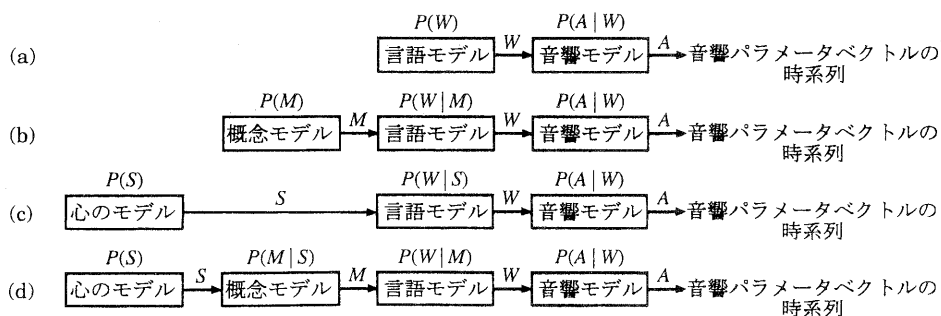 P(W) P(A|W)
(a) 言語モデル W 音響モデル A 音響パラメータベクトルの
時系列
P(M) P(W|M) P(A|W)
(b) 概念モデル M 言語モデル W 音響モデル A 音響パラメータベクトルの
時系列
P(S) P(W|S) P(A|W)
(c) 心のモデル S 言語モデル W 音響モデル A 音響パラメータベクトルの
時系列
P(S) P(M|S) P(W|M) P(A|W)
(d) 心のモデル S 概念モデル M 言語モデル W 音響モデル A 音響パラメータベクトルの
時系列